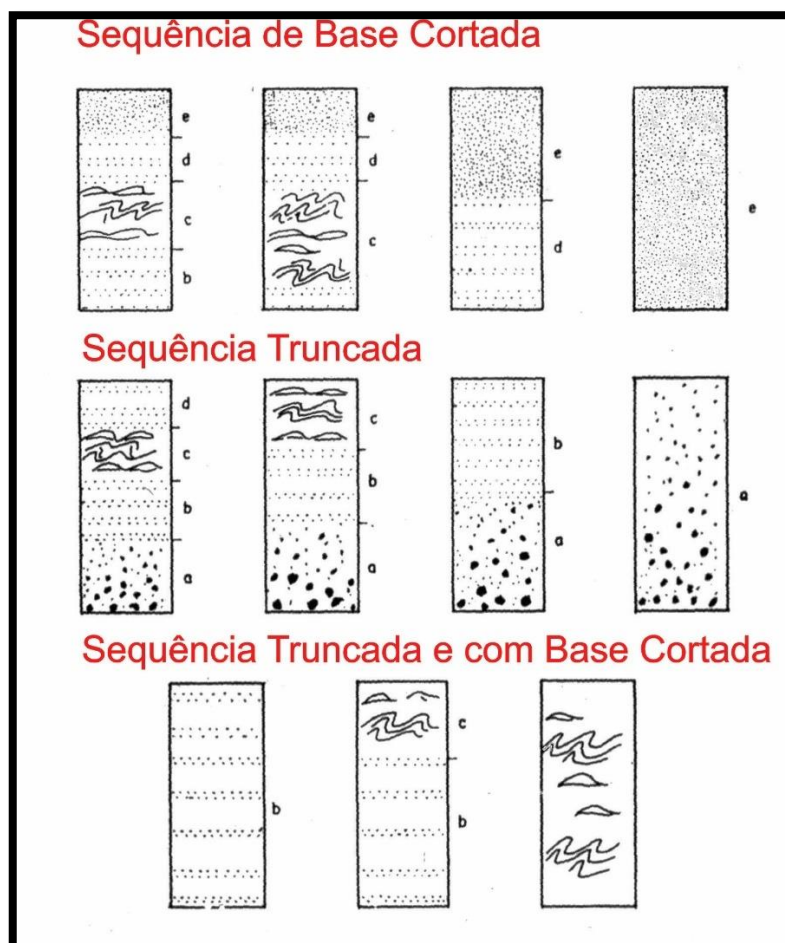 Sequência de Base Cortada
e
d
c
b
e
d
c
e
d
e
Sequência Truncada
d
c
b
a
c
b
a
b
a
a
Sequência Truncada e com Base Cortada
b
c
b